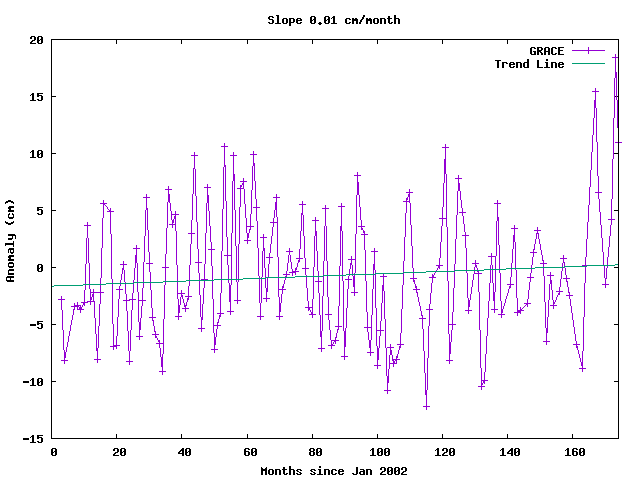 Slope 0.01 cm/month
GRACE
Trend Line
Anomaly (cm)
20
15
10
5
0
-5
-10
-15
0 20 40 60 80 100 120 140 160
Months since Jan 2002